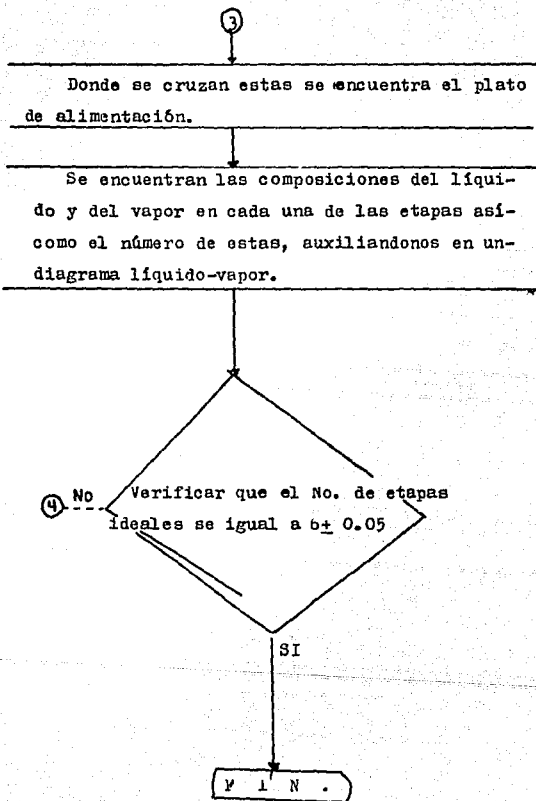 3
Donde se cruzan estas se encuentra el plato
de alimentación.
Se encuentran las composiciones del líqui-
do y del vapor en cada una de las etapas así-
como el número de estas, auxiliandonos en un-
diagrama líquido-vapor.
4 No Verificar que el No. de etapas
ideales se igual a 6± 0.05
SI
F I N .